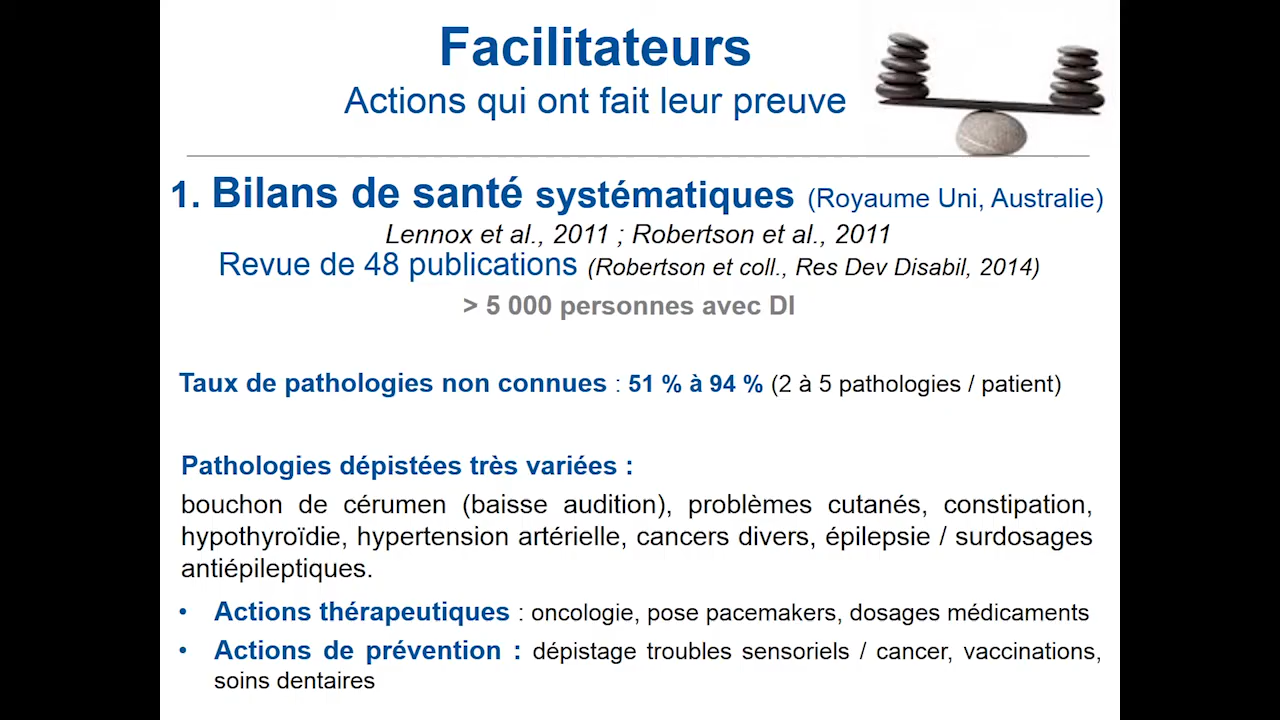 Facilitateurs
Actions qui ont fait leur preuve
1. Bilans de santé systématiques (Royaume Uni, Australie)
Lennox et al., 2011 ; Robertson et al., 2011
Revue de 48 publications (Robertson et coll., Res Dev Disabil, 2014)
> 5 000 personnes avec DI
Taux de pathologies non connues : 51 % à 94 % (2 à 5 pathologies / patient)
Pathologies dépistées très variées :
bouchon de cérumen (baisse audition), problèmes cutanés, constipation,
hypothyroïdie, hypertension artérielle, cancers divers, épilepsie / surdosages
antiépileptiques.
• Actions thérapeutiques : oncologie, pose pacemakers, dosages médicaments
• Actions de prévention : dépistage troubles sensoriels / cancer, vaccinations,
soins dentaires